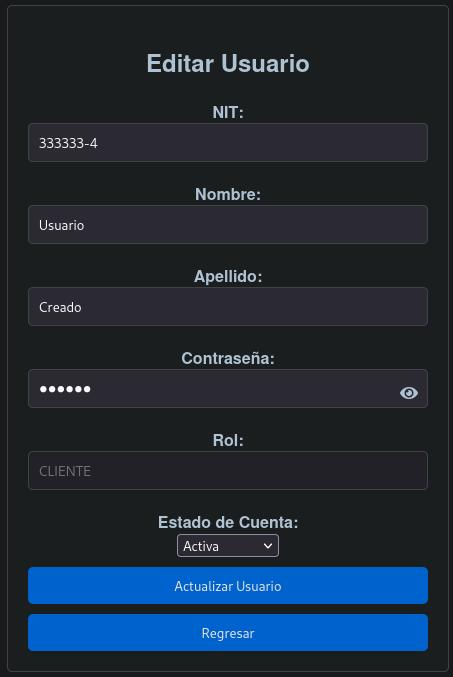 Editar Usuario
NIT:
333333-4
Nombre:
Usuario
Apellido:
Creado
Contraseña:
●●●●●●
Rol:
CLIENTE
Estado de Cuenta:
Activa
Actualizar Usuario
Regresar